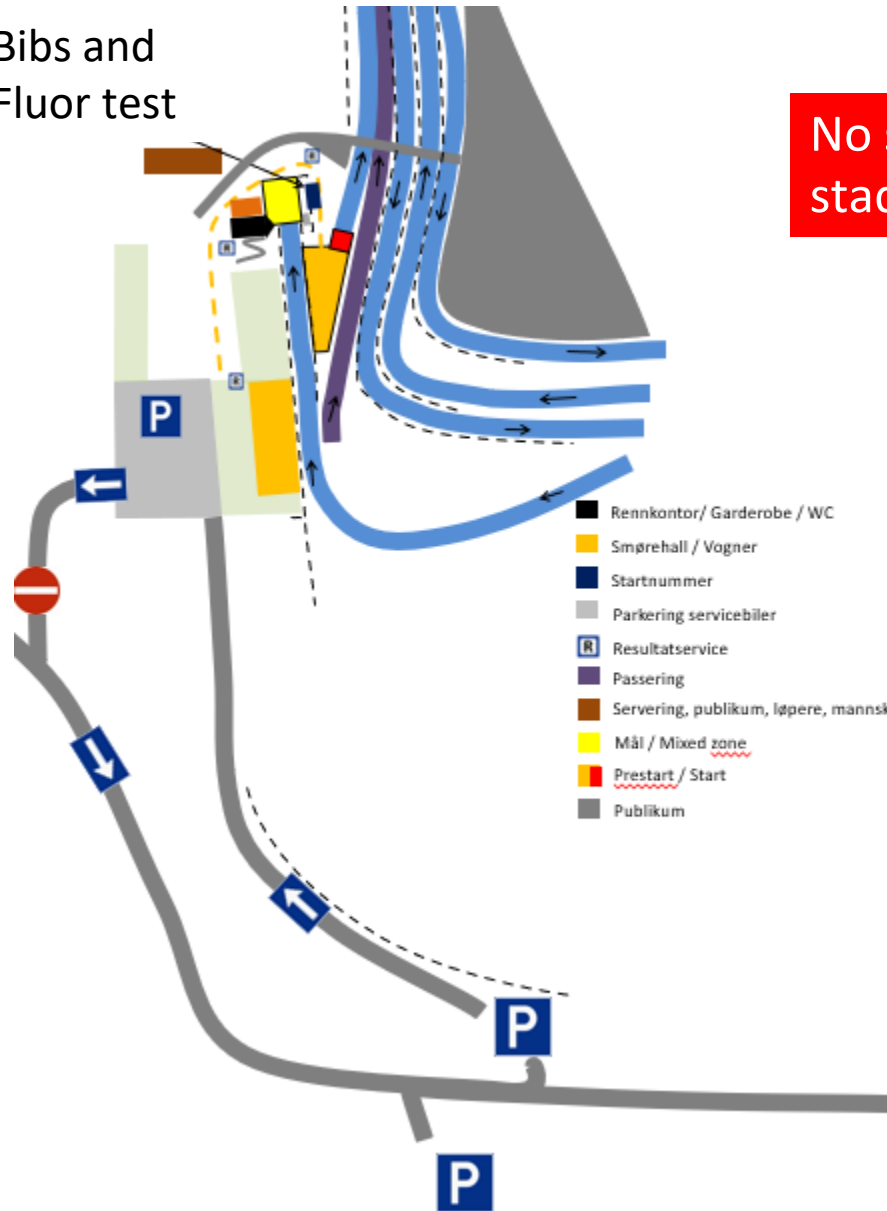 Bibs and
Fluor test
No
P
R
R
R
Rennkontor/ Garderobe / WC
Smørehall / Vogner
Startnummer
Parkering servicebiler
R Resultatservice
Passering
Servering, publikum, løpere, mannsk
Mål / Mixed zone
Prestart / Start
Publikum
P
P